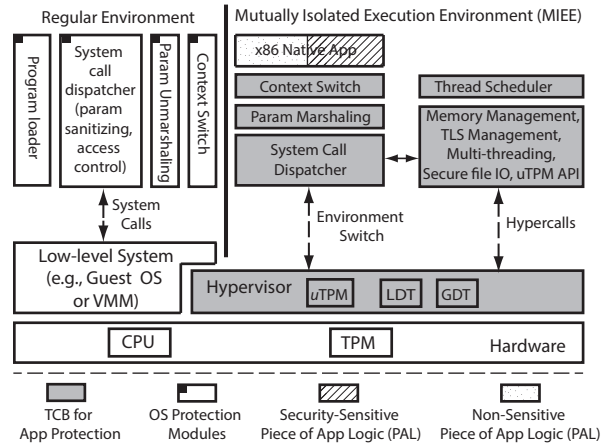 Regular Environment
Mutually Isolated Execution Environment (MIEE)
Program loader
System
call
dispatcher
(param
sanitizing,
access
control)
Param Unmarshaling
Context Switch
x86 Native App
Context Switch
Param Marshaling
System Call
Dispatcher
Thread Scheduler
Memory Management,
TLS Management,
Multi-threading,
Secure file IO, uTPM API
System
Calls
Environment
Switch
Hypercalls
Low-level System
(e.g., Guest OS
or VMM)
Hypervisor
uTPM
LDT
GDT
CPU
TPM
Hardware
TCB for
App Protection
OS Protection
Modules
Security-Sensitive
Piece of App Logic (PAL)
Non-Sensitive
Piece of App Logic (PAL)